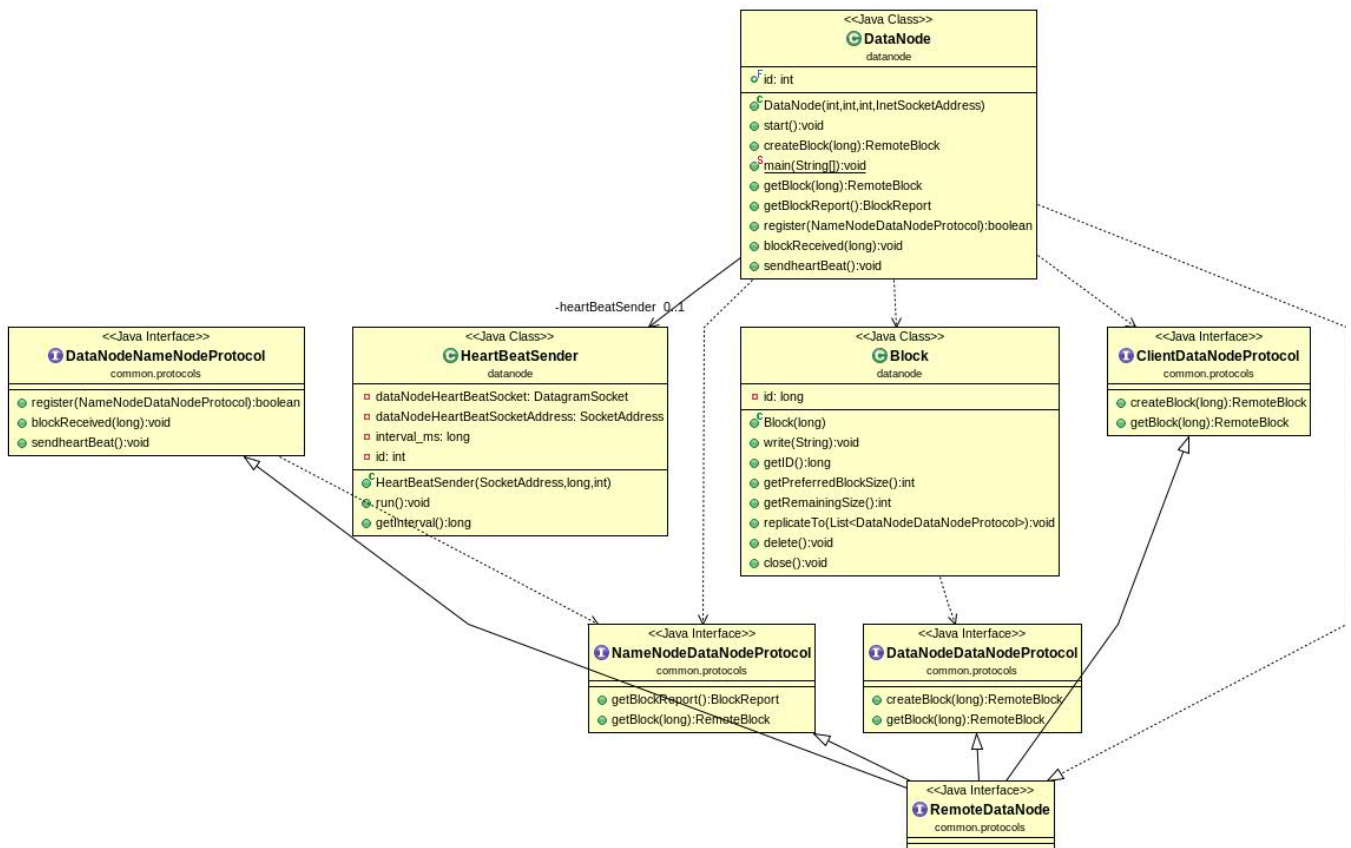 <<Java Class>>
DataNode
datanode
id: int
DataNode(int,int,int,InetSocketAddress)
start():void
createBlock(long):RemoteBlock
main(String[]):void
getBlock(long):RemoteBlock
getBlockReport():BlockReport
register(NameNodeDataNodeProtocol):boolean
blockReceived(long):void
sendheartBeat():void
-heartBeatSender 0..1
<<Java Interface>>
DataNodeNameNodeProtocol
common.protocols
register(NameNodeDataNodeProtocol):boolean
blockReceived(long):void
sendheartBeat():void
<<Java Class>>
HeartBeatSender
datanode
dataNodeHeartBeatSocket: DatagramSocket
dataNodeHeartBeatSocketAddress: SocketAddress
interval_ms: long
id: int
HeartBeatSender(SocketAddress,long,int)
run():void
getInterval():long
<<Java Class>>
Block
datanode
id: long
Block(long)
write(String):void
getID():long
getPreferredBlockSize():int
getRemainingSize():int
replicateTo(List<DataNodeDataNodeProtocol>):void
delete():void
close():void
<<Java Interface>>
ClientDataNodeProtocol
common.protocols
createBlock(long):RemoteBlock
getBlock(long):RemoteBlock
<<Java Interface>>
NameNodeDataNodeProtocol
common.protocols
getBlockReport():BlockReport
getBlock(long):RemoteBlock
<<Java Interface>>
DataNodeDataNodeProtocol
common.protocols
createBlock(long):RemoteBlock
getBlock(long):RemoteBlock
<<Java Interface>>
RemoteDataNode
common.protocols